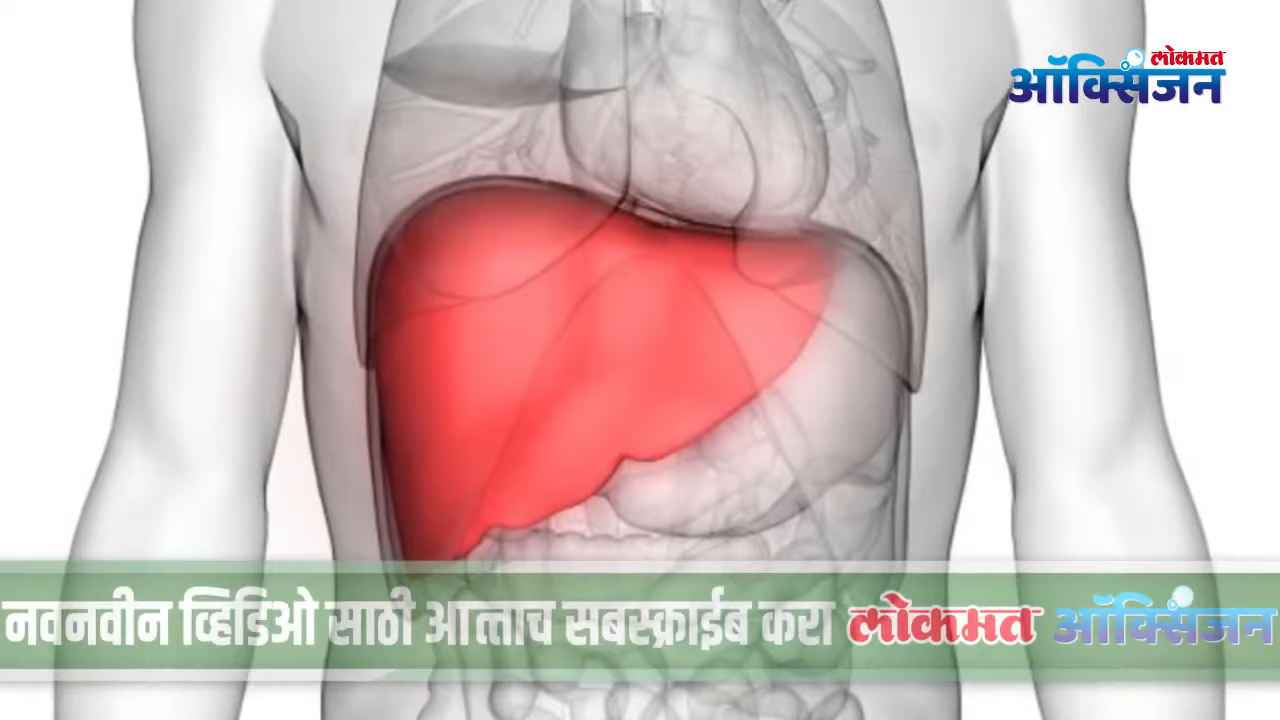 लोकमत
ऑक्सिजन
नवनवीन व्हिडिओ साठी आत्ताच सबस्क्राईब करा लोकमत ऑक्सिजन